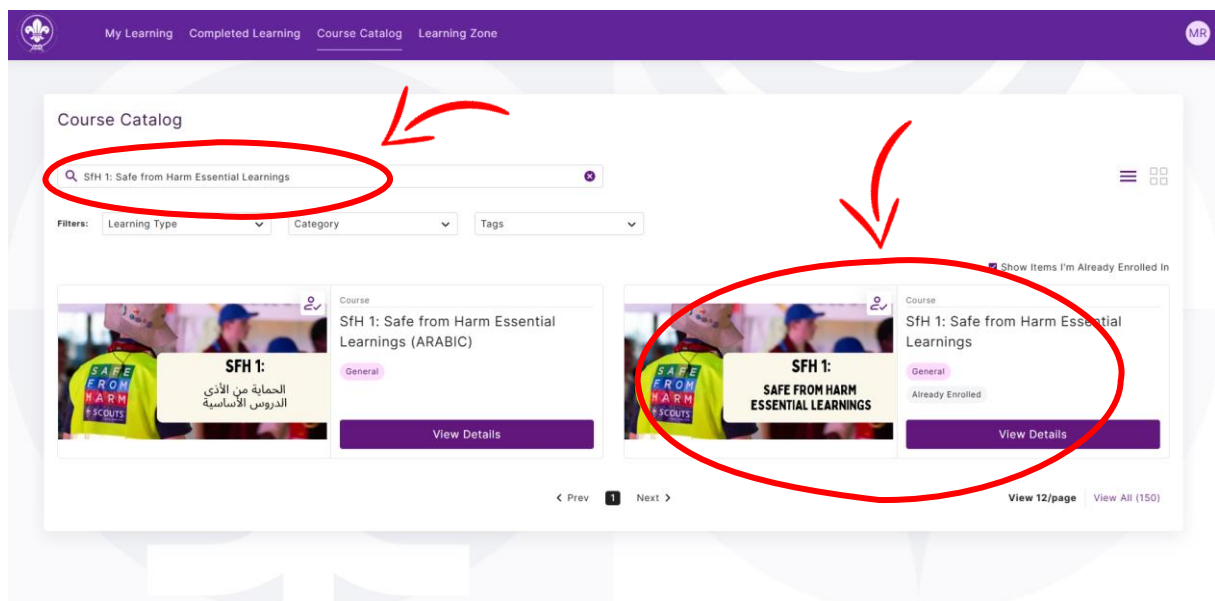 My Learning Completed Learning Course Catalog Learning Zone
MR
Course Catalog
SfH 1: Safe from Harm Essential Learnings
Filters: Learning Type Category Tags
Show Items I'm Already Enrolled In
SAFE
FROM
HARM
SCOUTS
SFH 1:
الحماية من الأذى
الدروس الأساسية
Course
SfH 1: Safe from Harm Essential
Learnings (ARABIC)
General
View Details
SAFE
FROM
HARM
SCOUTS
SFH 1:
SAFE FROM HARM
ESSENTIAL LEARNINGS
Course
SfH 1: Safe from Harm Essential
Learnings
General
Already Enrolled
View Details
Prev 1 Next
View 12/page View All (150)